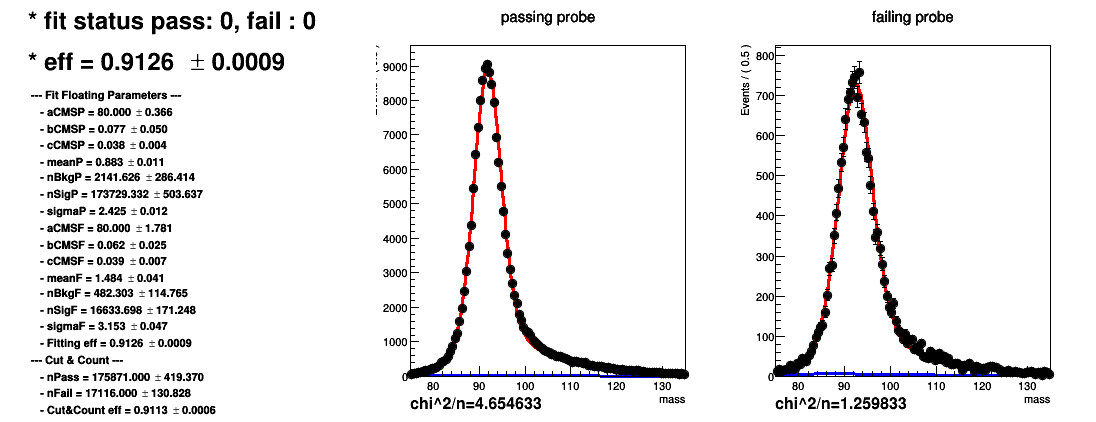 * fit status pass: 0, fail : 0
* eff = 0.9126 ± 0.0009
--- Fit Floating Parameters ---
- aCMSP = 80.000 ± 0.366
- bCMSP = 0.077 ± 0.050
- cCMSP = 0.038 ± 0.004
- meanP = 0.883 ± 0.011
- nBkgP = 2141.626 ± 286.414
- nSigP = 173729.332 ± 503.637
- sigmaP = 2.425 ± 0.012
- aCMSF = 80.000 ± 1.781
- bCMSF = 0.062 ± 0.025
- cCMSF = 0.039 ± 0.007
- meanF = 1.484 ± 0.041
- nBkgF = 482.303 ± 114.765
- nSigF = 16633.698 ± 171.248
- sigmaF = 3.153 ± 0.047
- Fitting eff = 0.9126 ± 0.0009
--- Cut & Count ---
- nPass = 175871.000 ± 419.370
- nFail = 17116.000 ± 130.828
- Cut&Count eff = 0.9113 ± 0.0006
passing probe
9000
8000
7000
6000
5000
4000
3000
2000
1000
0
80 90 100 110 120 130
mass
chi^2/n=4.654633
failing probe
Events / ( 0.5 )
800
700
600
500
400
300
200
100
0
80 90 100 110 120 130
mass
chi^2/n=1.259833